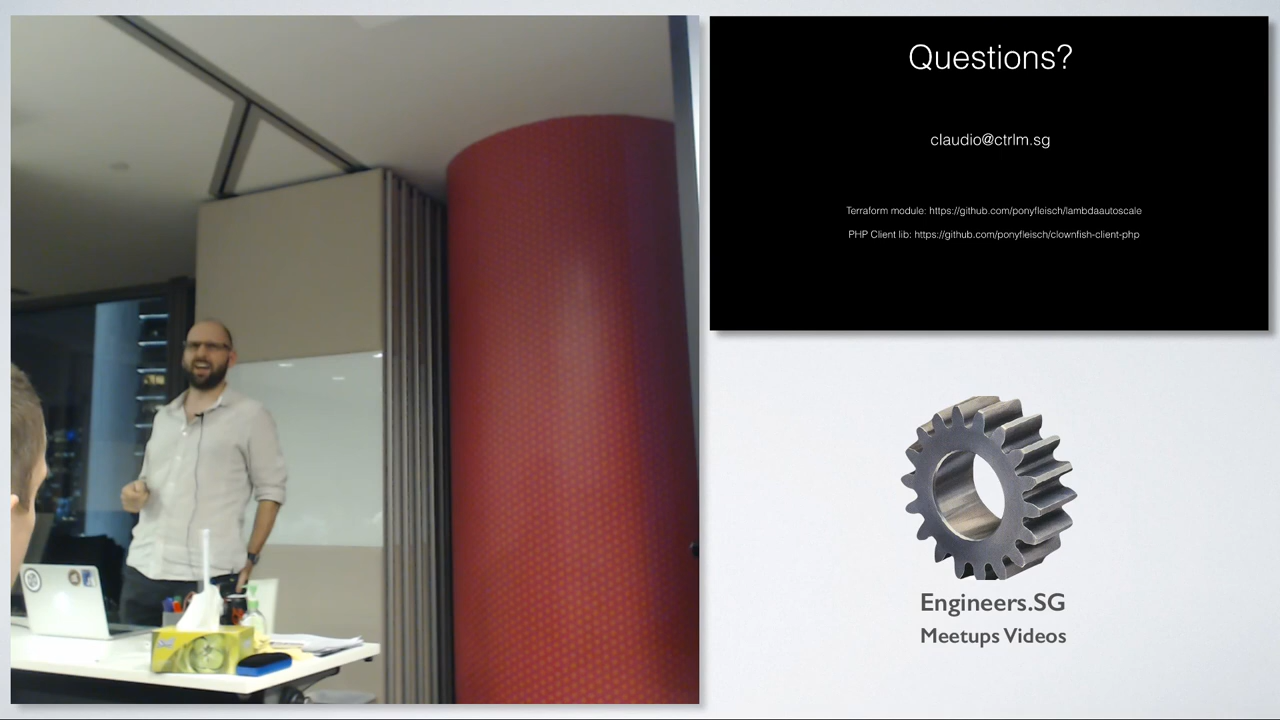 Questions?
claudio@ctrlm.sg
Terraform module: https://github.com/ponyfleisch/lambdaautoscale
PHP Client lib: https://github.com/ponyfleisch/clownfish-client-php
Engineers.SG
Meetups Videos